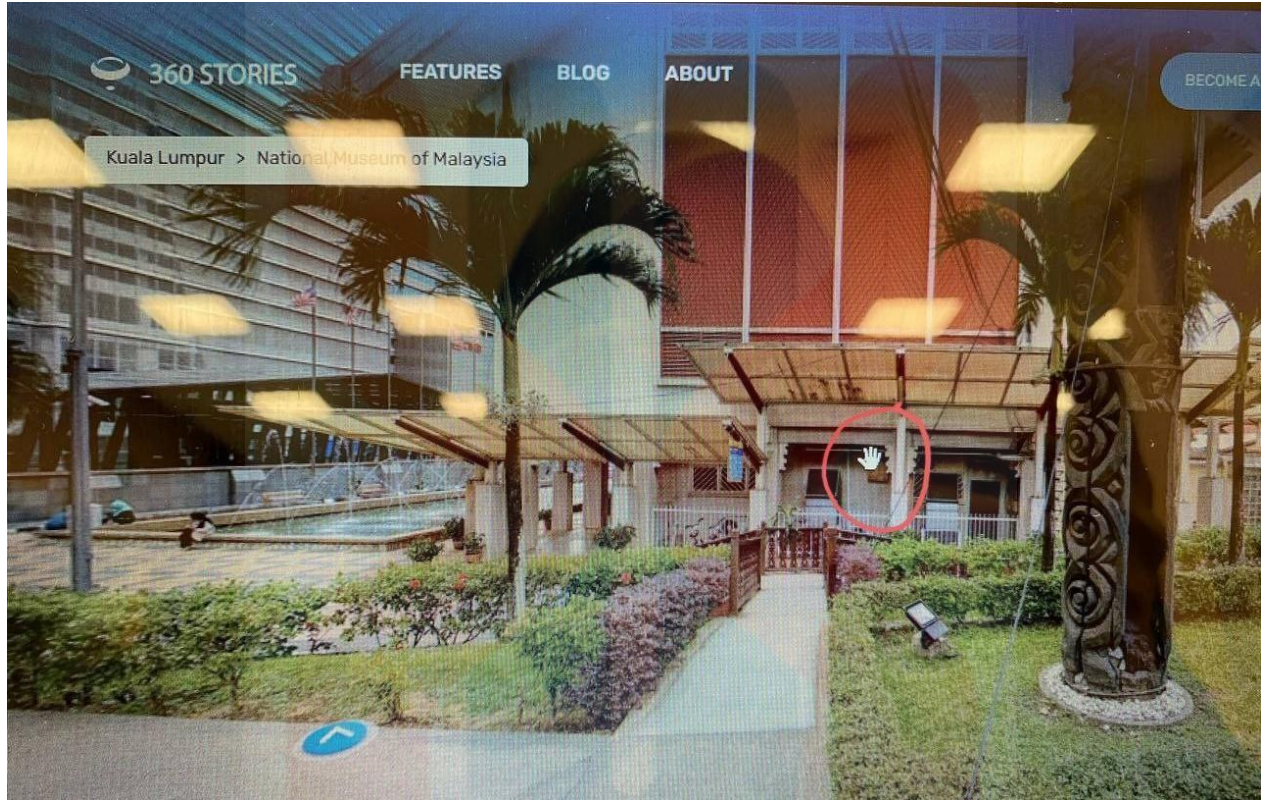 360 STORIES
FEATURES
BLOG
ABOUT
BECOME A
Kuala Lumpur > National Museum of Malaysia